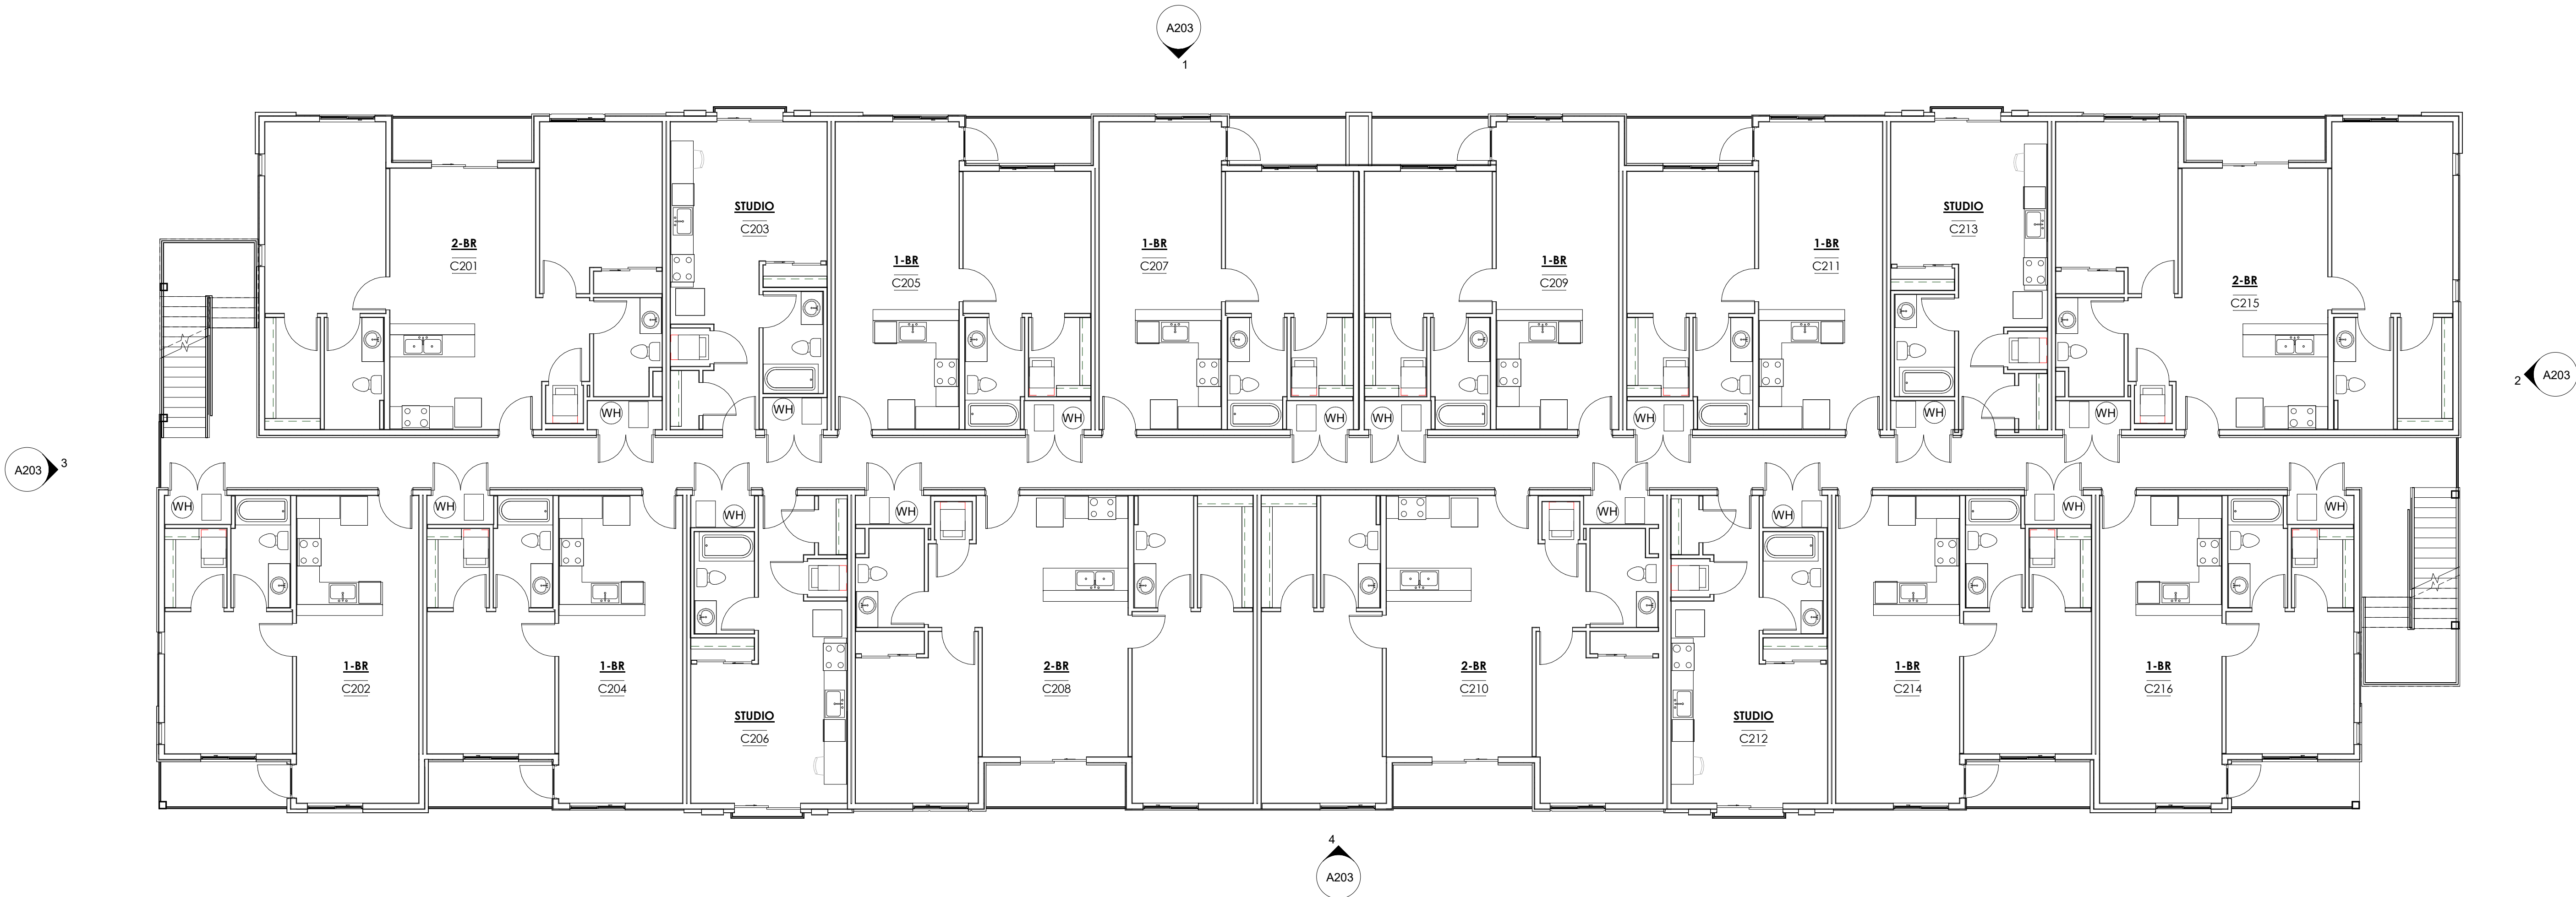 A203
1
STUDIO
C203
STUDIO
C213
2-BR
C201
1-BR
C205
1-BR
C207
1-BR
C209
1-BR
C211
2-BR
C215
A203
2
WH
WH
WH
WH
WH
WH
WH
WH
A203
3
WH
WH
WH
WH
WH
WH
WH
WH
1-BR
C202
1-BR
C204
STUDIO
C206
2-BR
C208
2-BR
C210
STUDIO
C212
1-BR
C214
1-BR
C216
4
A203